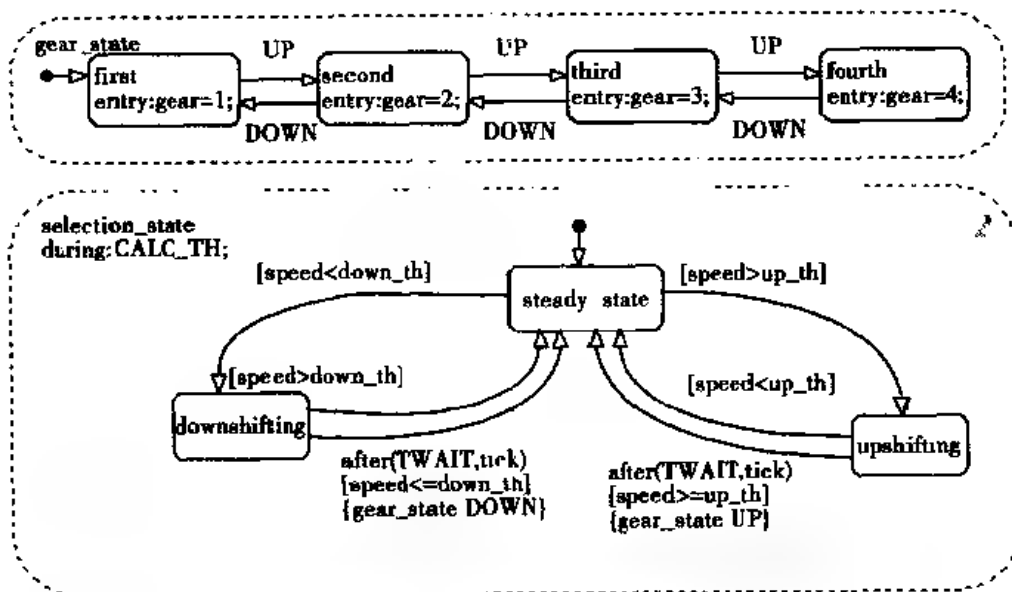 gear_state
UP
UP
UP
first
entry:gear=1;
second
entry:gear=2;
third
entry:gear=3;
fourth
entry:gear=4;
DOWN
DOWN
DOWN
selection_state
during:CALC_TH;
[speed<down_th]
[speed>up_th]
steady state
[speed>down_th]
[speed<up_th]
downshifting
upshifting
after(TWAIT,tick)
[speed<=down_th]
{gear_state DOWN}
after(TWAIT,tick)
[speed>=up_th]
{gear_state UP}